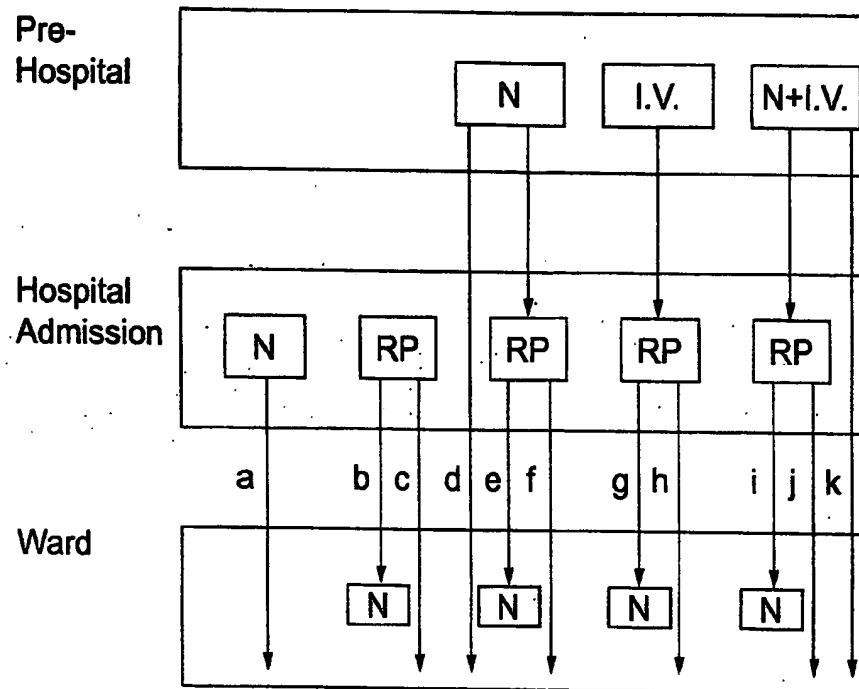 Pre-
Hospital
N I.V. N+I.V.
Hospital
Admission
N RP RP RP RP
a b c d e f g h i j k
Ward
N N N N